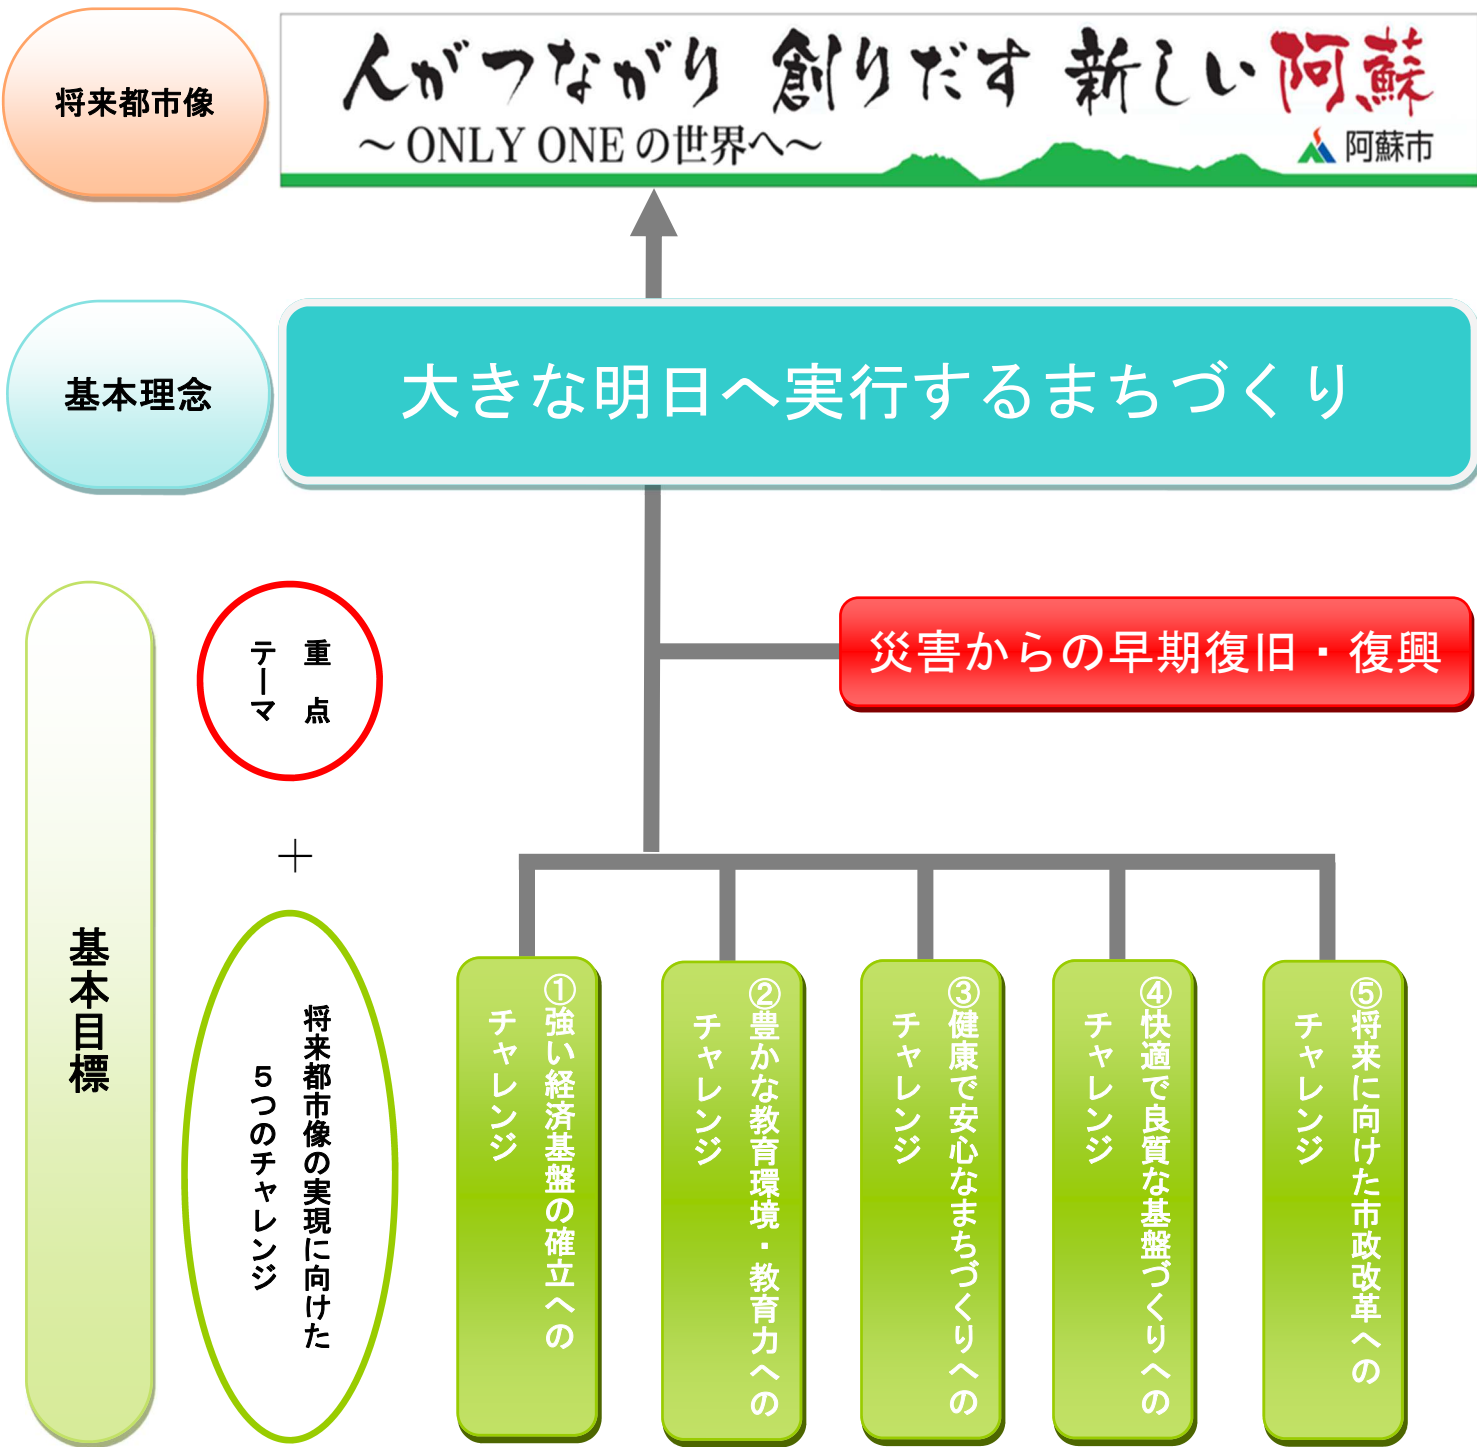 将来都市像
人がつながり 創りだす 新しい阿蘇
～ONLY ONEの世界へ～
阿蘇市
基本理念
大きな明日へ実行するまちづくり
基本目標
重点
テーマ
災害からの早期復旧・復興
＋
将来都市像の実現に向けた
５つのチャレンジ
①強い経済基盤の確立への
チャレンジ
②豊かな教育環境・教育力への
チャレンジ
③健康で安心なまちづくりへの
チャレンジ
④快適で良質な基盤づくりへの
チャレンジ
⑤将来に向けた市政改革への
チャレンジ